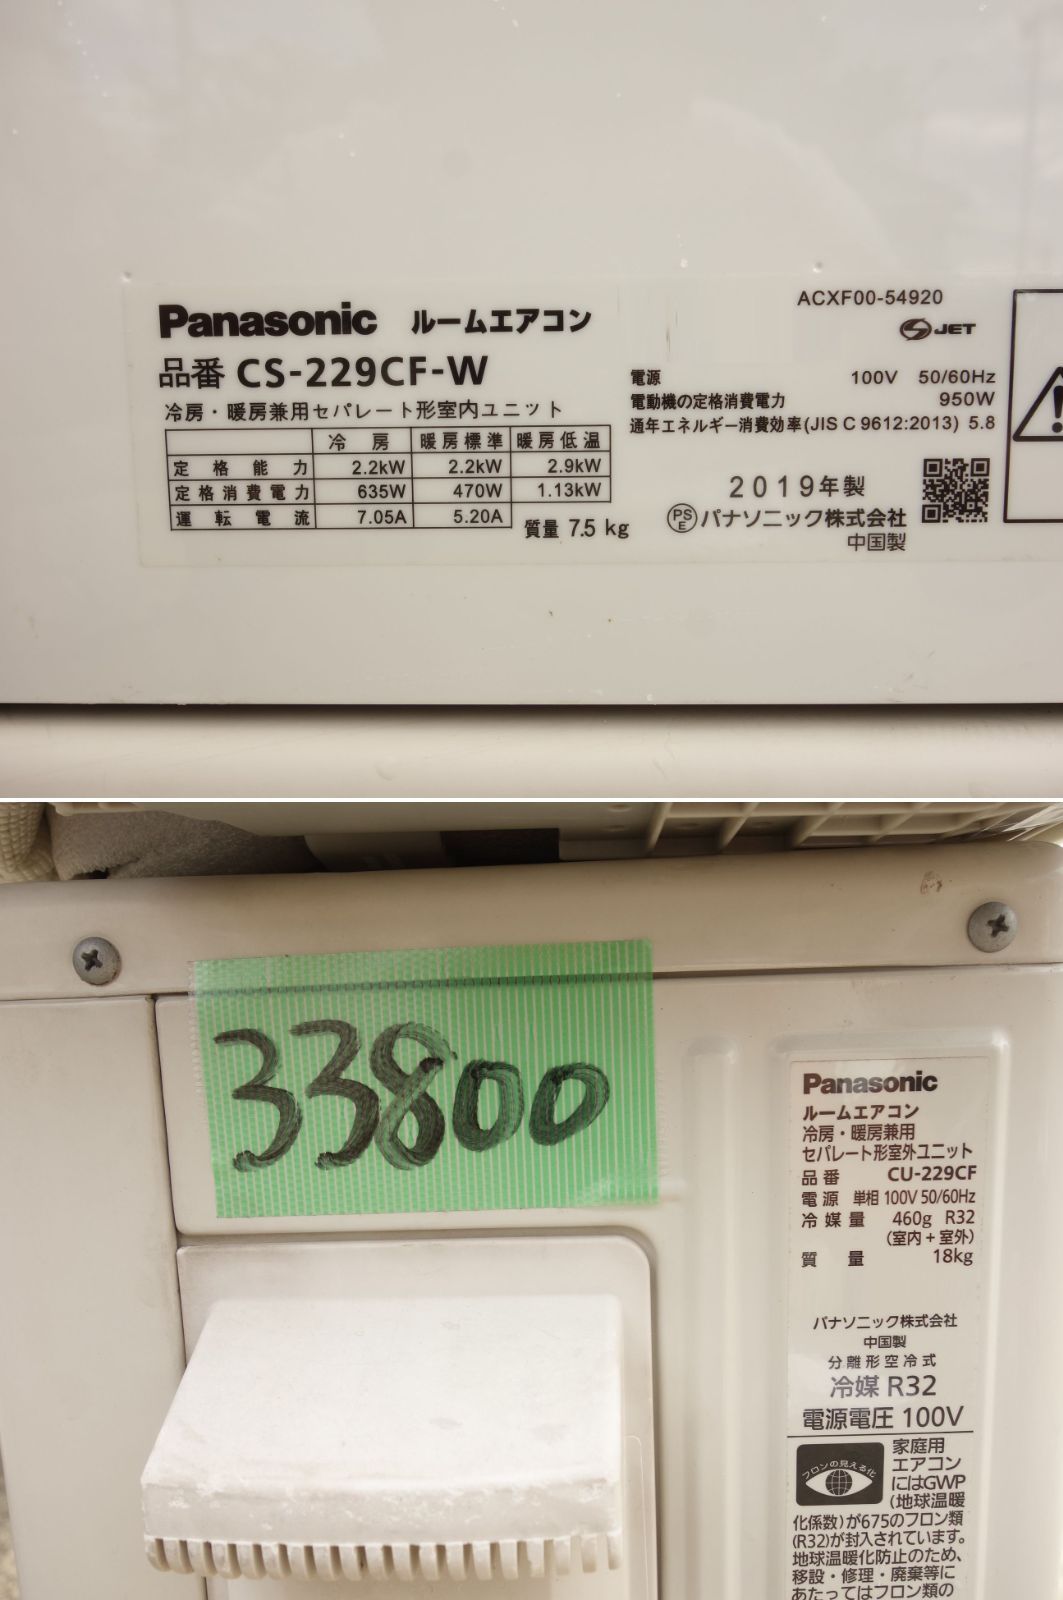 Panasonic ルームエアコン
品番 CS-229CF-W
冷房・暖房兼用セパレート形室内ユニット
冷房 暖房標準 暖房低温
定格能力 2.2kW 2.2kW 2.9kW
定格消費電力 635W 470W 1.13kW
運転電流 7.05A 5.20A
質量 7.5 kg
ACXF00-54920
JET
電源 100V 50/60Hz
電動機の定格消費電力 950W
通年エネルギー消費効率(JIS C 9612:2013) 5.8
2019年製
PSE パナソニック株式会社
中国製
33800
Panasonic
ルームエアコン
冷房・暖房兼用
セパレート形室外ユニット
品番 CU-229CF
電源 単相 100V 50/60Hz
冷媒量 460g R32
(室内+室外)
質量 18kg
パナソニック株式会社
中国製
分離形空冷式
冷媒 R32
電源電圧 100V
フロンの見える化
家庭用
エアコン
にはGWP
(地球温暖
化係数)が675のフロン類
(R32)が封入されています。
地球温暖化防止のため、
移設・修理・廃棄等に
あたってはフロン類の